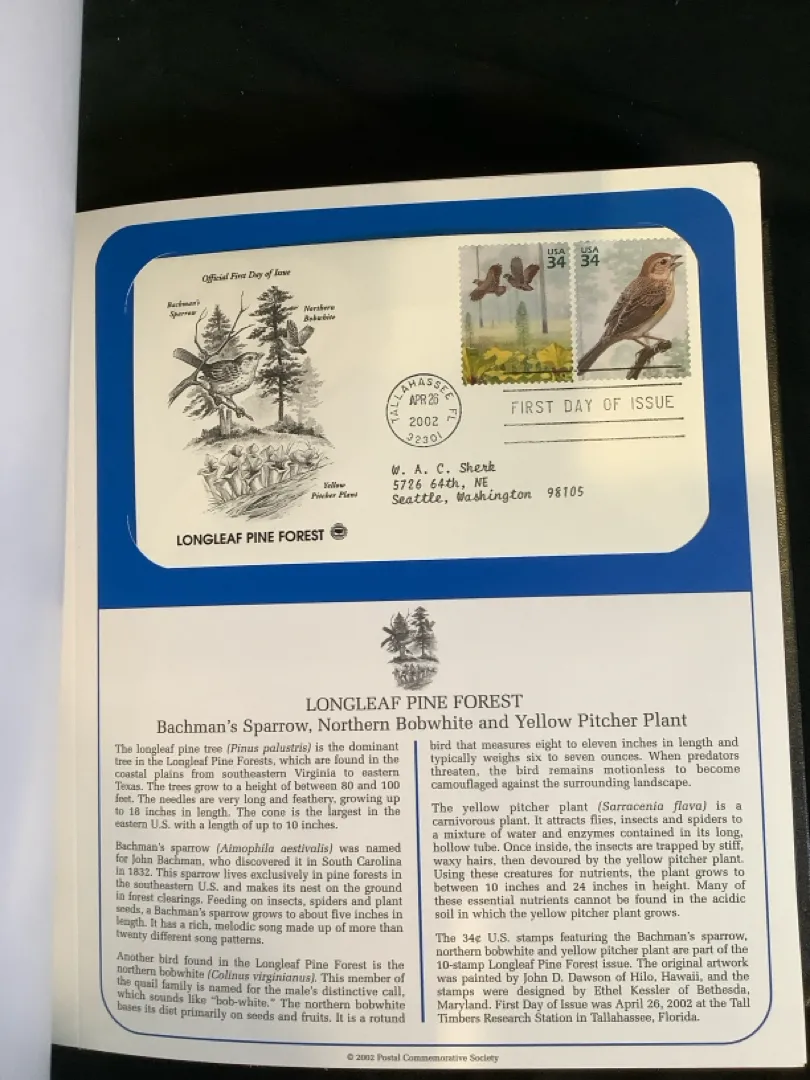 Official First Day of Issue
Bachman's
Sparrow
Northern
Bobwhite
Yellow
Pitcher Plant
LONGLEAF PINE FOREST
USA
34
USA
34
TALLAHASSEE, FL
APR 26
2002
32301
FIRST DAY OF ISSUE
W. A. C. Sherk
5726 64th, NE
Seattle, Washington 98105
LONGLEAF PINE FOREST
Bachman's Sparrow, Northern Bobwhite and Yellow Pitcher Plant
The longleaf pine tree (Pinus palustris) is the dominant
tree in the Longleaf Pine Forests, which are found in the
coastal plains from southeastern Virginia to eastern
Texas. The trees grow to a height of between 80 and 100
feet. The needles are very long and feathery, growing up
to 18 inches in length. The cone is the largest in the
eastern U.S. with a length of up to 10 inches.
Bachman's sparrow (Aimophila aestivalis) was named
for John Bachman, who discovered it in South Carolina
in 1832. This sparrow lives exclusively in pine forests in
the southeastern U.S. and makes its nest on the ground
in forest clearings. Feeding on insects, spiders and plant
seeds, a Bachman's sparrow grows to about five inches in
length. It has a rich, melodic song made up of more than
twenty different song patterns.
Another bird found in the Longleaf Pine Forest is the
northern bobwhite (Colinus virginianus). This member of
the quail family is named for the male's distinctive call,
which sounds like "bob-white." The northern bobwhite
bases its diet primarily on seeds and fruits. It is a rotund
bird that measures eight to eleven inches in length and
typically weighs six to seven ounces. When predators
threaten, the bird remains motionless to become
camouflaged against the surrounding landscape.
The yellow pitcher plant (Sarracenia flava) is a
carnivorous plant. It attracts flies, insects and spiders to
a mixture of water and enzymes contained in its long,
hollow tube. Once inside, the insects are trapped by stiff,
waxy hairs, then devoured by the yellow pitcher plant.
Using these creatures for nutrients, the plant grows to
between 10 inches and 24 inches in height. Many of
these essential nutrients cannot be found in the acidic
soil in which the yellow pitcher plant grows.
The 34¢ U.S. stamps featuring the Bachman's sparrow,
northern bobwhite and yellow pitcher plant are part of the
10-stamp Longleaf Pine Forest issue. The original artwork
was painted by John D. Dawson of Hilo, Hawaii, and the
stamps were designed by Ethel Kessler of Bethesda,
Maryland. First Day of Issue was April 26, 2002 at the Tall
Timbers Research Station in Tallahassee, Florida.
© 2002 Postal Commemorative Society